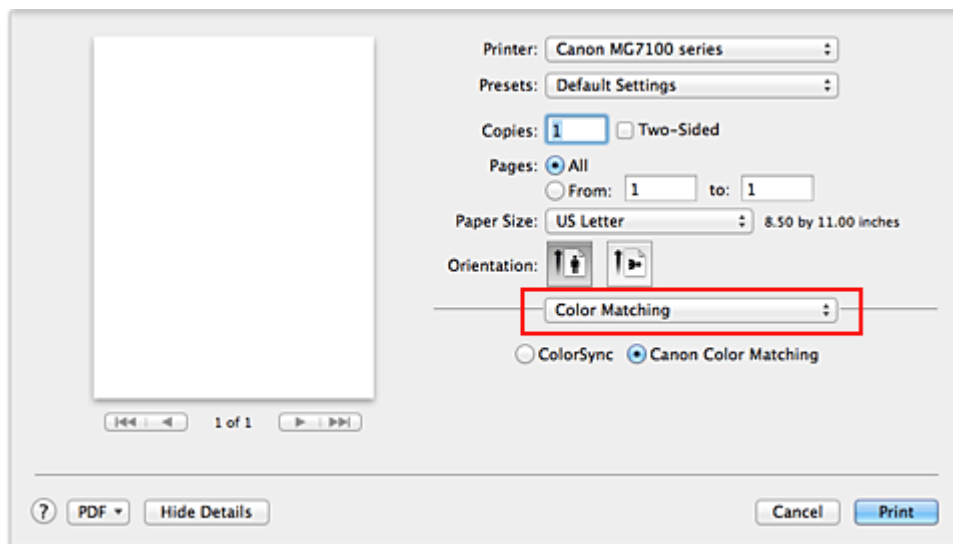 Printer: Canon MG7100 series
Presets: Default Settings
Copies: 1 Two-Sided
Pages: All
From: 1 to: 1
Paper Size: US Letter 8.50 by 11.00 inches
Orientation:
Color Matching
ColorSync Canon Color Matching
1 of 1
? PDF Hide Details Cancel Print